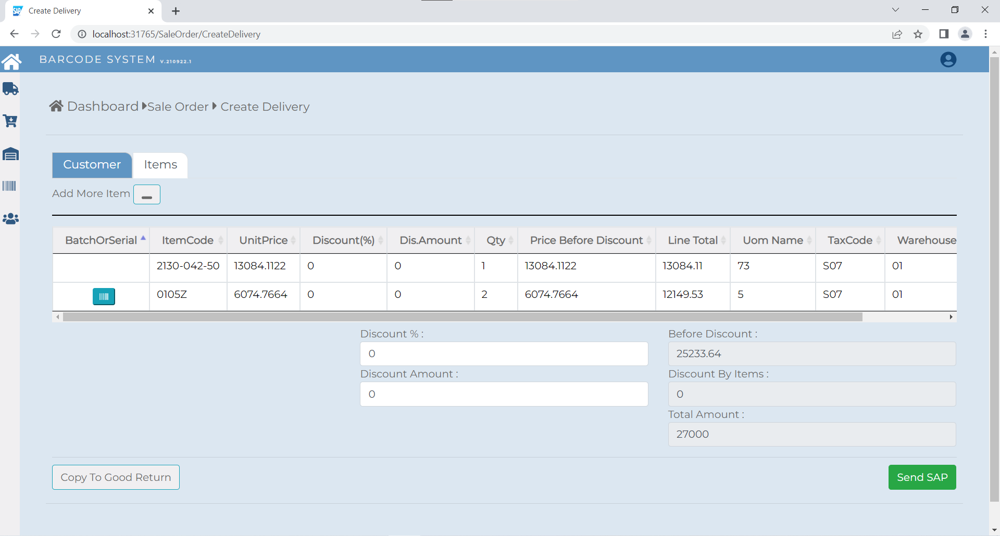 SAP Create Delivery
localhost:31765/SaleOrder/CreateDelivery
BARCODE SYSTEM V.210922.1
Dashboard Sale Order Create Delivery
Customer Items
Add More Item
BatchOrSerial ItemCode UnitPrice Discount(%) Dis.Amount Qty Price Before Discount Line Total Uom Name TaxCode Warehouse
2130-042-50 13084.1122 0 0 1 13084.1122 13084.11 73 S07 01
0105Z 6074.7664 0 0 2 6074.7664 12149.53 5 S07 01
Discount % : Before Discount :
0 25233.64
Discount Amount : Discount By Items :
0 0
Total Amount :
27000
Copy To Good Return Send SAP